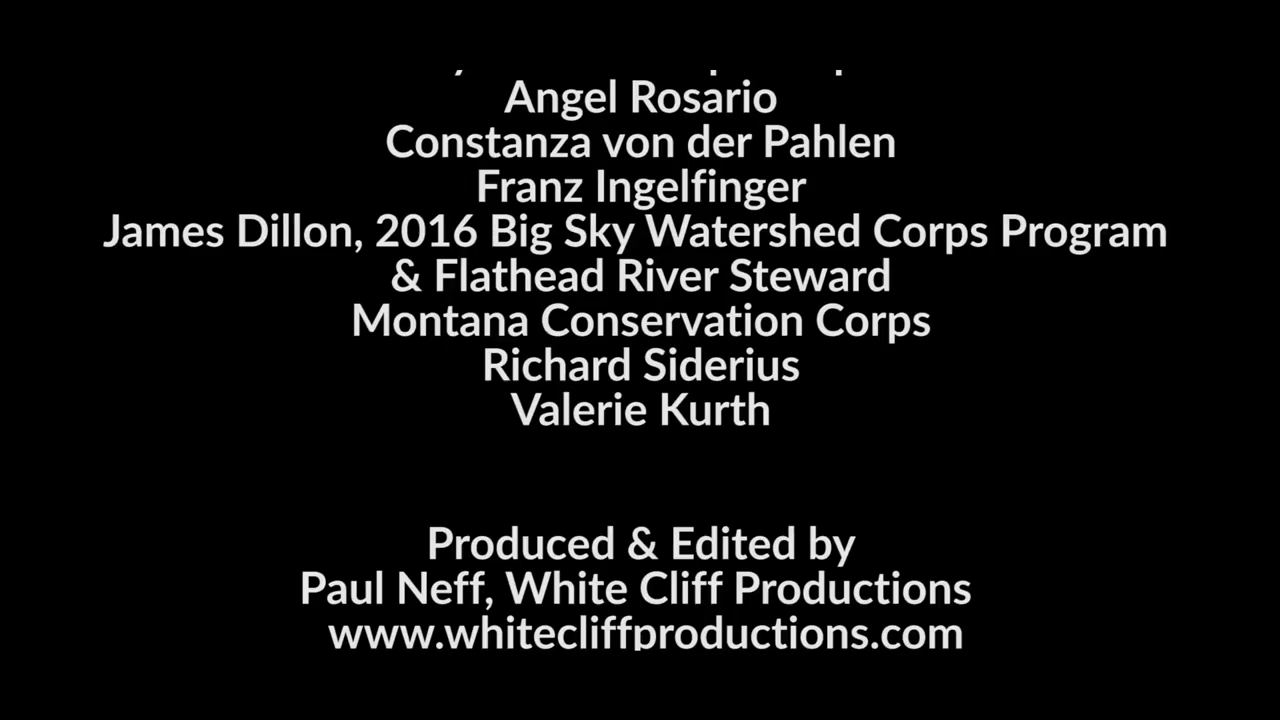 Angel Rosario
Constanza von der Pahlen
Franz Ingelfinger
James Dillon, 2016 Big Sky Watershed Corps Program
& Flathead River Steward
Montana Conservation Corps
Richard Siderius
Valerie Kurth
Produced & Edited by
Paul Neff, White Cliff Productions
www.whitecliffproductions.com